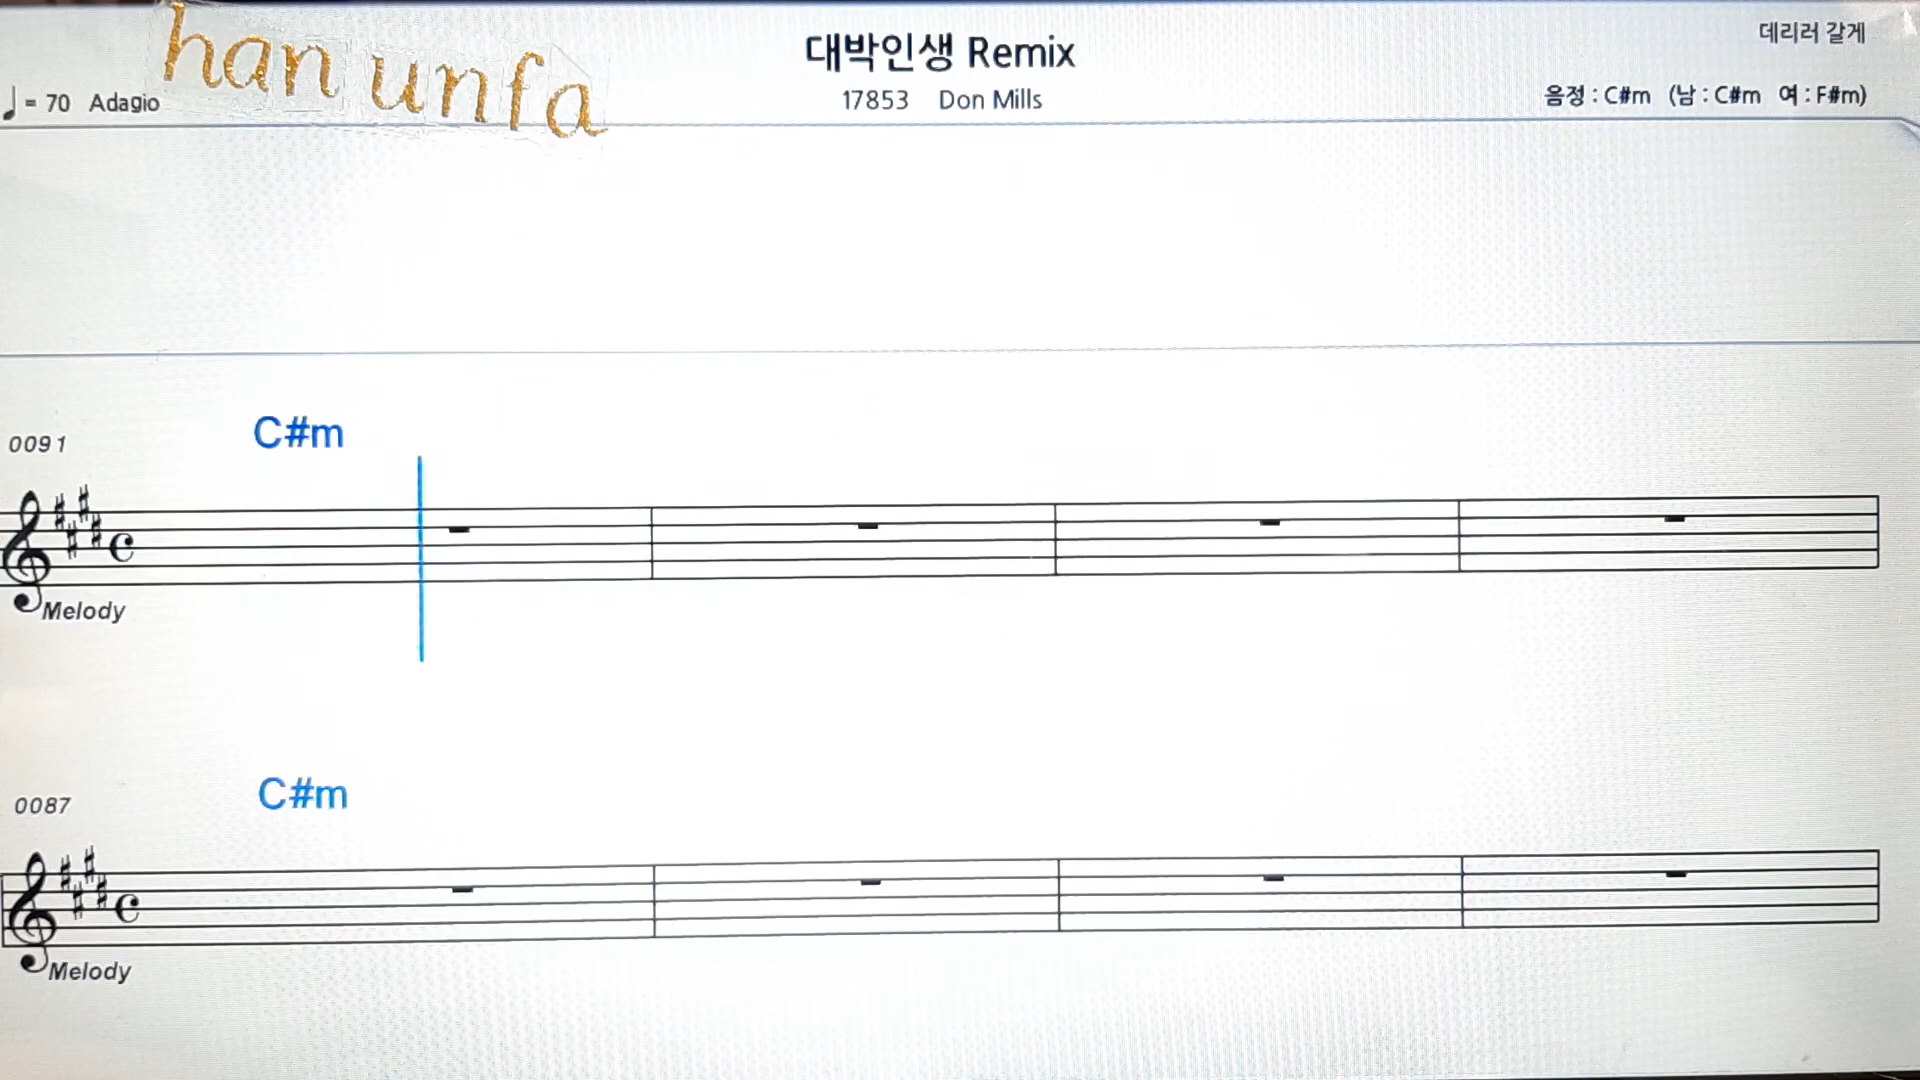 han unfa
대박인생 Remix
데리러 갈게
= 70 Adagio
17853 Don Mills
음정 : C#m (남 : C#m 여 : F#m)
C#m
0091
Melody
C#m
0087
Melody